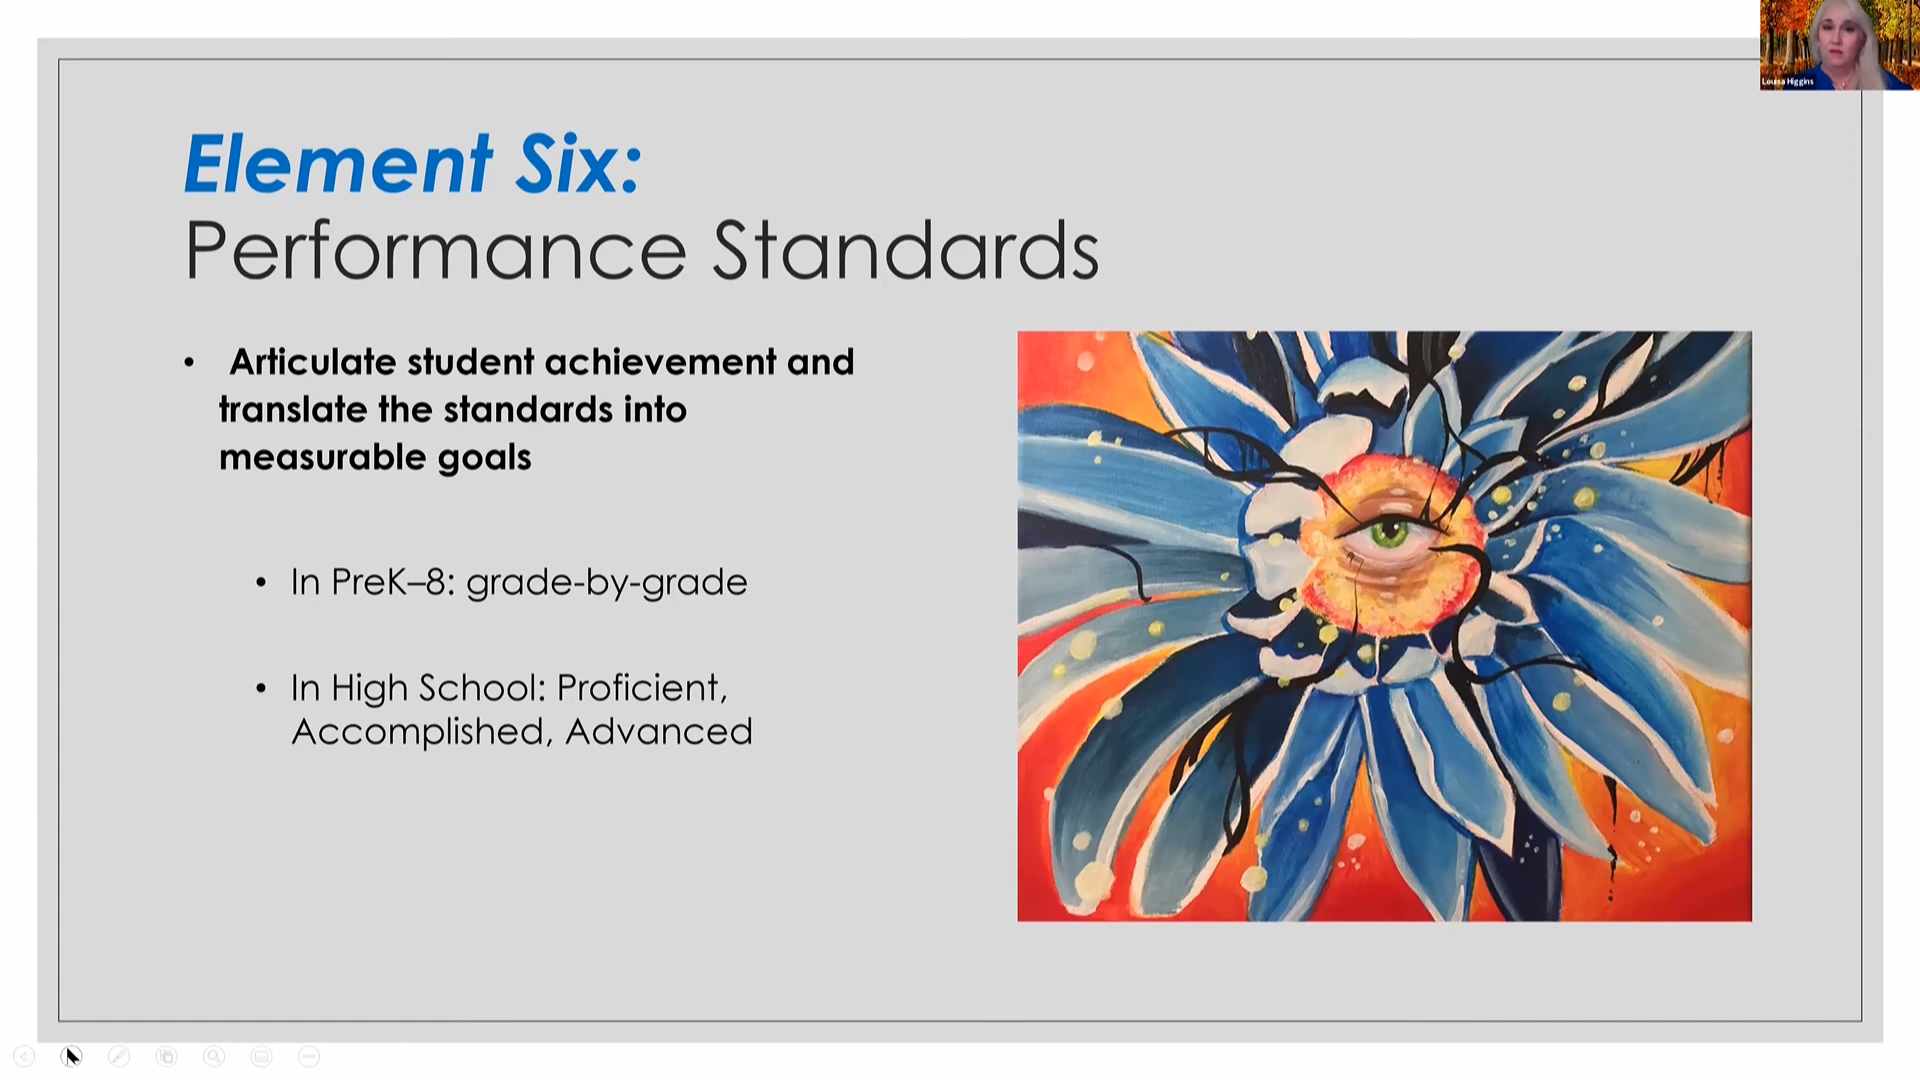 Louisa Higgins
Element Six:
Performance Standards
• Articulate student achievement and
translate the standards into
measurable goals
• In PreK–8: grade-by-grade
• In High School: Proficient,
Accomplished, Advanced